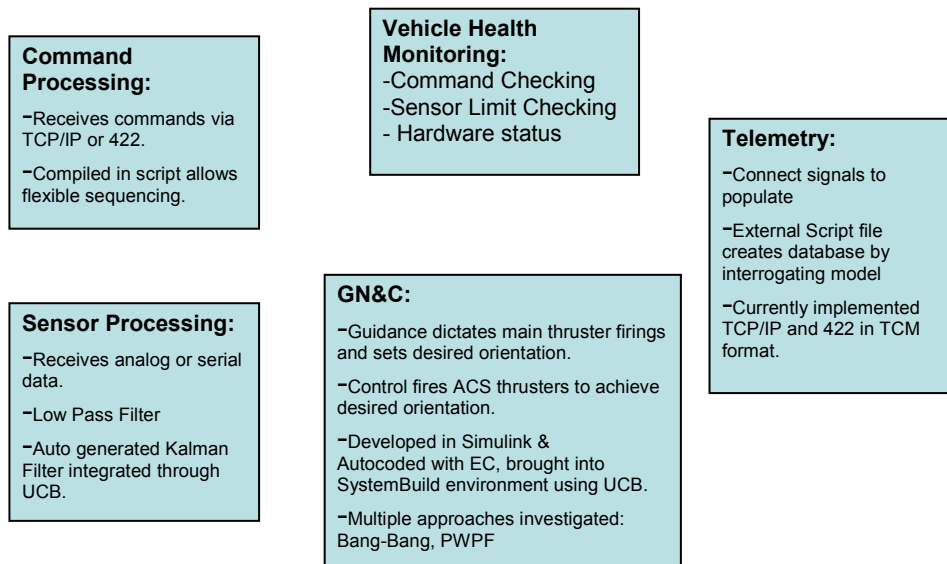 Command
Processing:
-Receives commands via
TCP/IP or 422.
-Compiled in script allows
flexible sequencing.
Vehicle Health
Monitoring:
-Command Checking
-Sensor Limit Checking
- Hardware status
Telemetry:
-Connect signals to
populate
-External Script file
creates database by
interrogating model
-Currently implemented
TCP/IP and 422 in TCM
format.
Sensor Processing:
-Receives analog or serial
data.
-Low Pass Filter
-Auto generated Kalman
Filter integrated through
UCB.
GN&C:
-Guidance dictates main thruster firings
and sets desired orientation.
-Control fires ACS thrusters to achieve
desired orientation.
-Developed in Simulink &
Autocoded with EC, brought into
SystemBuild environment using UCB.
-Multiple approaches investigated:
Bang-Bang, PWPF